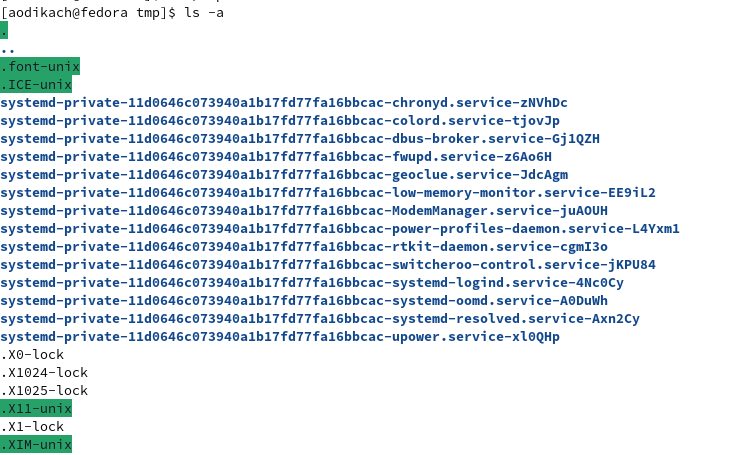 [aodikach@fedora tmp]$ ls -a
.
..
.font-unix
.ICE-unix
systemd-private-11d0646c073940a1b17fd77fa16bbcac-chronyd.service-zNVhDc
systemd-private-11d0646c073940a1b17fd77fa16bbcac-colord.service-tjovJp
systemd-private-11d0646c073940a1b17fd77fa16bbcac-dbus-broker.service-Gj1QZH
systemd-private-11d0646c073940a1b17fd77fa16bbcac-fwupd.service-z6Ao6H
systemd-private-11d0646c073940a1b17fd77fa16bbcac-geoclue.service-JdcAgm
systemd-private-11d0646c073940a1b17fd77fa16bbcac-low-memory-monitor.service-EE9iL2
systemd-private-11d0646c073940a1b17fd77fa16bbcac-ModemManager.service-juAOUH
systemd-private-11d0646c073940a1b17fd77fa16bbcac-power-profiles-daemon.service-L4Yxm1
systemd-private-11d0646c073940a1b17fd77fa16bbcac-rtkit-daemon.service-cgmI3o
systemd-private-11d0646c073940a1b17fd77fa16bbcac-switcheroo-control.service-jKPU84
systemd-private-11d0646c073940a1b17fd77fa16bbcac-systemd-logind.service-4Nc0Cy
systemd-private-11d0646c073940a1b17fd77fa16bbcac-systemd-oomd.service-A0DuWh
systemd-private-11d0646c073940a1b17fd77fa16bbcac-systemd-resolved.service-Axn2Cy
systemd-private-11d0646c073940a1b17fd77fa16bbcac-upower.service-xl0QHp
.X0-lock
.X1024-lock
.X1025-lock
.X11-unix
.X1-lock
.XIM-unix